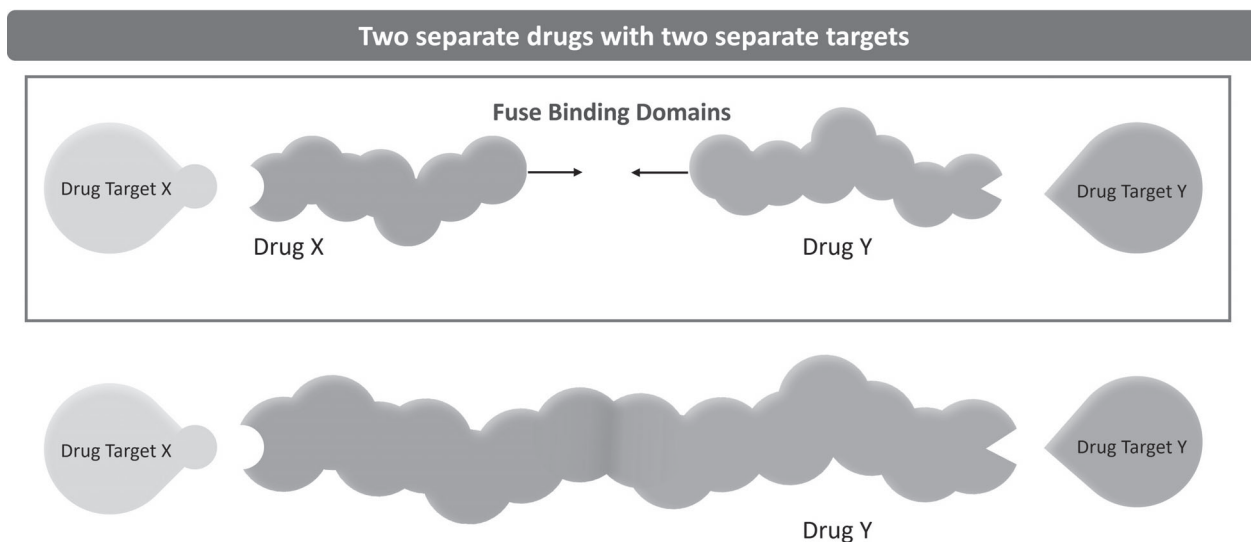 Two separate drugs with two separate targets
Fuse Binding Domains
Drug Target X
Drug Target Y
Drug X
Drug Y
Drug Target X
Drug Target Y
Drug Y